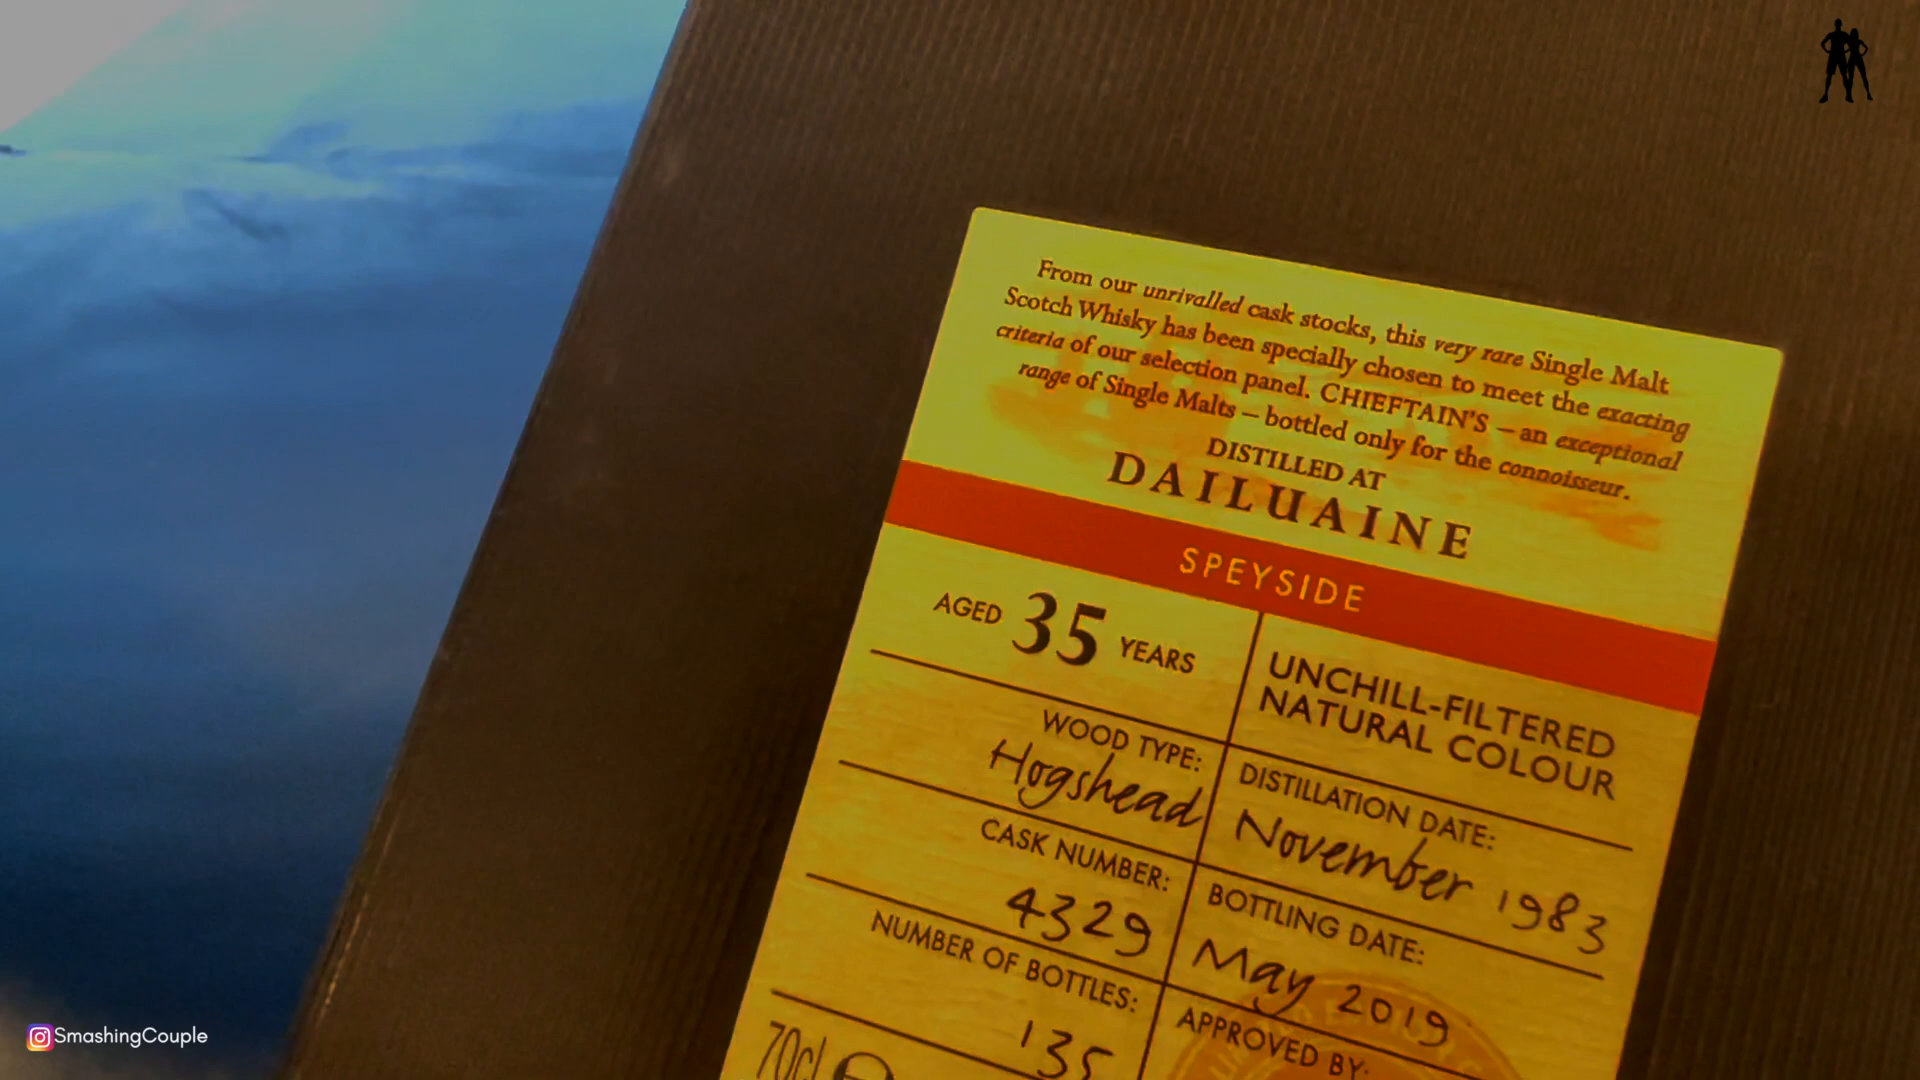 From our unrivalled cask stocks, this very rare Single Malt
Scotch Whisky has been specially chosen to meet the exacting
criteria of our selection panel. CHIEFTAIN'S – an exceptional
range of Single Malts – bottled only for the connoisseur.
DISTILLED AT
DAILUAINE
SPEYSIDE
AGED 35 YEARS
UNCHILL-FILTERED
NATURAL COLOUR
WOOD TYPE:
Hogshead
DISTILLATION DATE:
November 1983
CASK NUMBER:
4329
BOTTLING DATE:
May 2019
NUMBER OF BOTTLES:
135
APPROVED BY:
70cl e
SmashingCouple